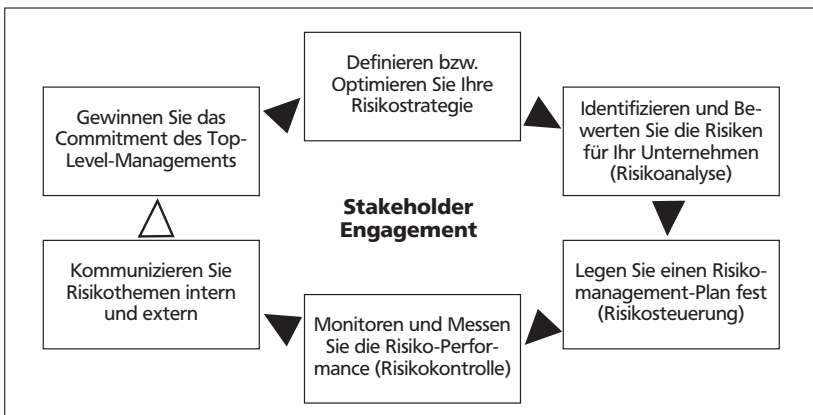 Definieren bzw.
Optimieren Sie Ihre
Risikostrategie
Gewinnen Sie das
Commitment des Top-
Level-Managements
Identifizieren und Be-
werten Sie die Risiken
für Ihr Unternehmen
(Risikoanalyse)
Stakeholder
Engagement
Kommunizieren Sie
Risikothemen intern
und extern
Legen Sie einen Risiko-
management-Plan fest
(Risikosteuerung)
Monitoren und Messen
Sie die Risiko-Perfor-
mance (Risikokontrolle)